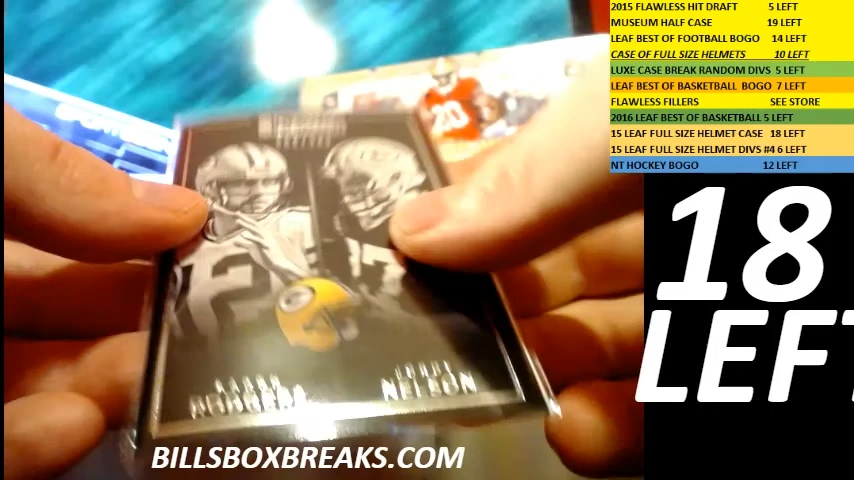 2015 FLAWLESS HIT DRAFT 5 LEFT
MUSEUM HALF CASE 19 LEFT
LEAF BEST OF FOOTBALL BOGO 14 LEFT
CASE OF FULL SIZE HELMETS 10 LEFT
LUXE CASE BREAK RANDOM DIVS 5 LEFT
LEAF BEST OF BASKETBALL BOGO 7 LEFT
FLAWLESS FILLERS SEE STORE
2016 LEAF BEST OF BASKETBALL 5 LEFT
15 LEAF FULL SIZE HELMET CASE 18 LEFT
15 LEAF FULL SIZE HELMET DIVS #4 6 LEFT
NT HOCKEY BOGO 12 LEFT
18
LEFT
20
12
17
AARON RODGERS
JORDY NELSON
BILLSBOXBREAKS.COM